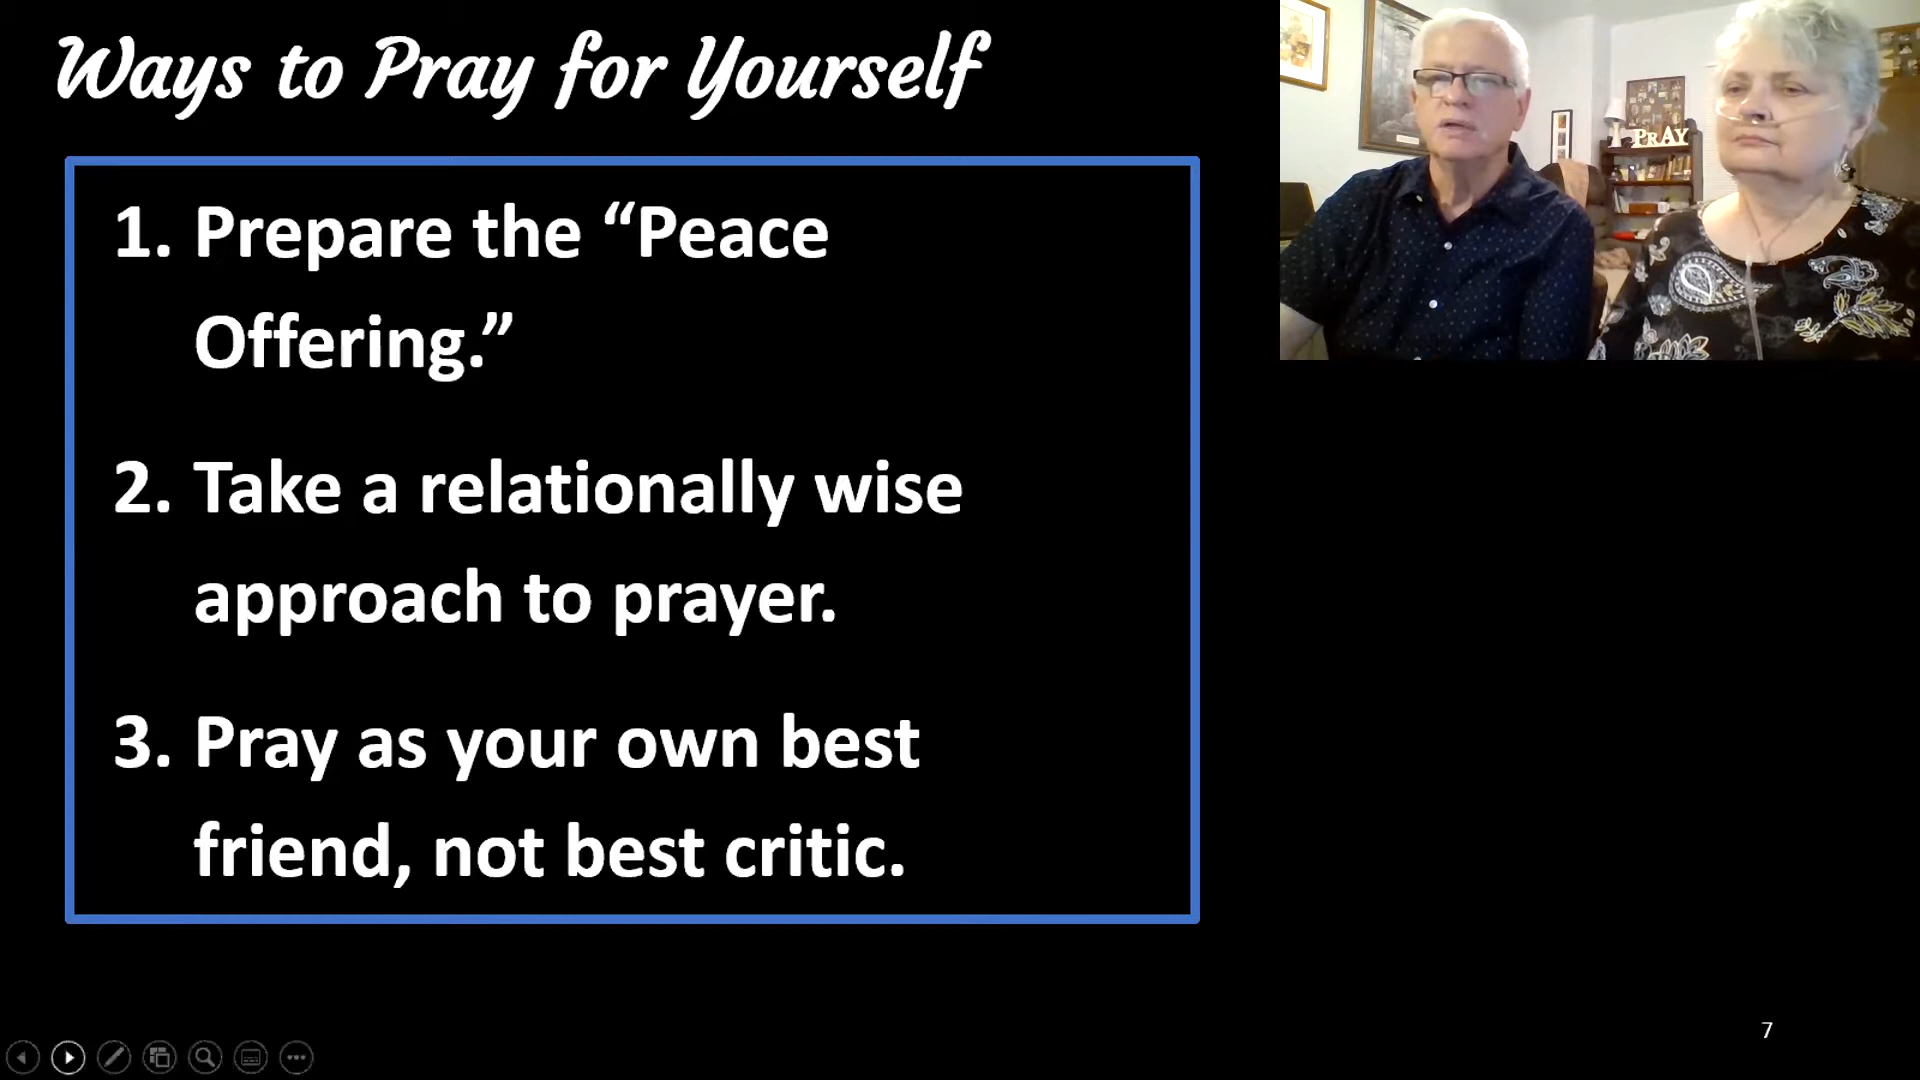 Ways to Pray for Yourself
1. Prepare the “Peace
Offering.”
2. Take a relationally wise
approach to prayer.
3. Pray as your own best
friend, not best critic.
PRAY
7